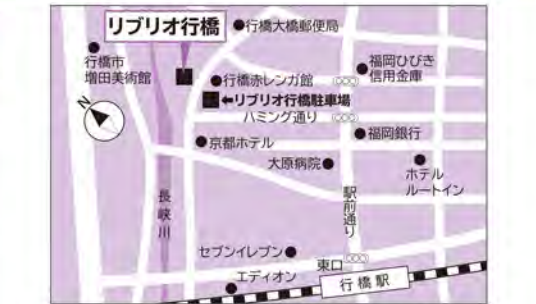 リブリオ行橋
行橋大橋郵便局
行橋市
増田美術館
福岡ひびき
信用金庫
行橋赤レンガ館
←リブリオ行橋駐車場
ハミング通り
N
京都ホテル
福岡銀行
大原病院
ホテル
ルートイン
長峡川
駅前通り
セブンイレブン
東口
エディオン
行橋駅